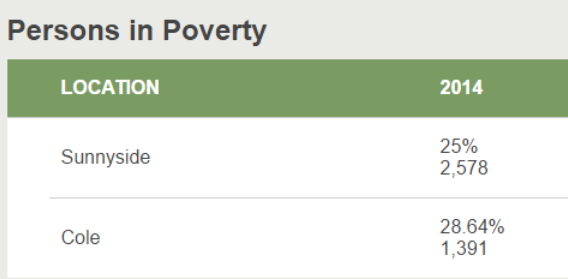 Persons in Poverty
LOCATION 2014
Sunnyside 25%
2,578
Cole 28.64%
1,391